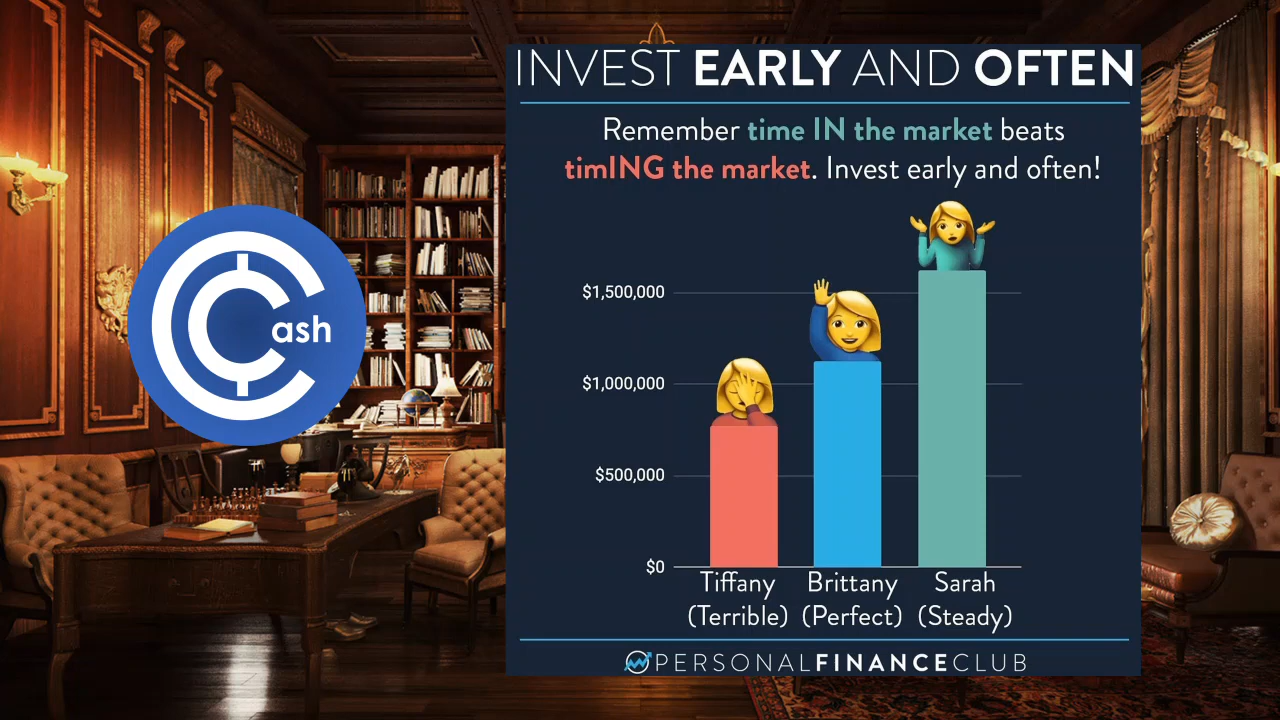 INVEST EARLY AND OFTEN
Remember time IN the market beats
timING the market. Invest early and often!
$1,500,000
$1,000,000
$500,000
$0
Tiffany
(Terrible)
Brittany
(Perfect)
Sarah
(Steady)
PERSONALFINANCECLUB
Cash